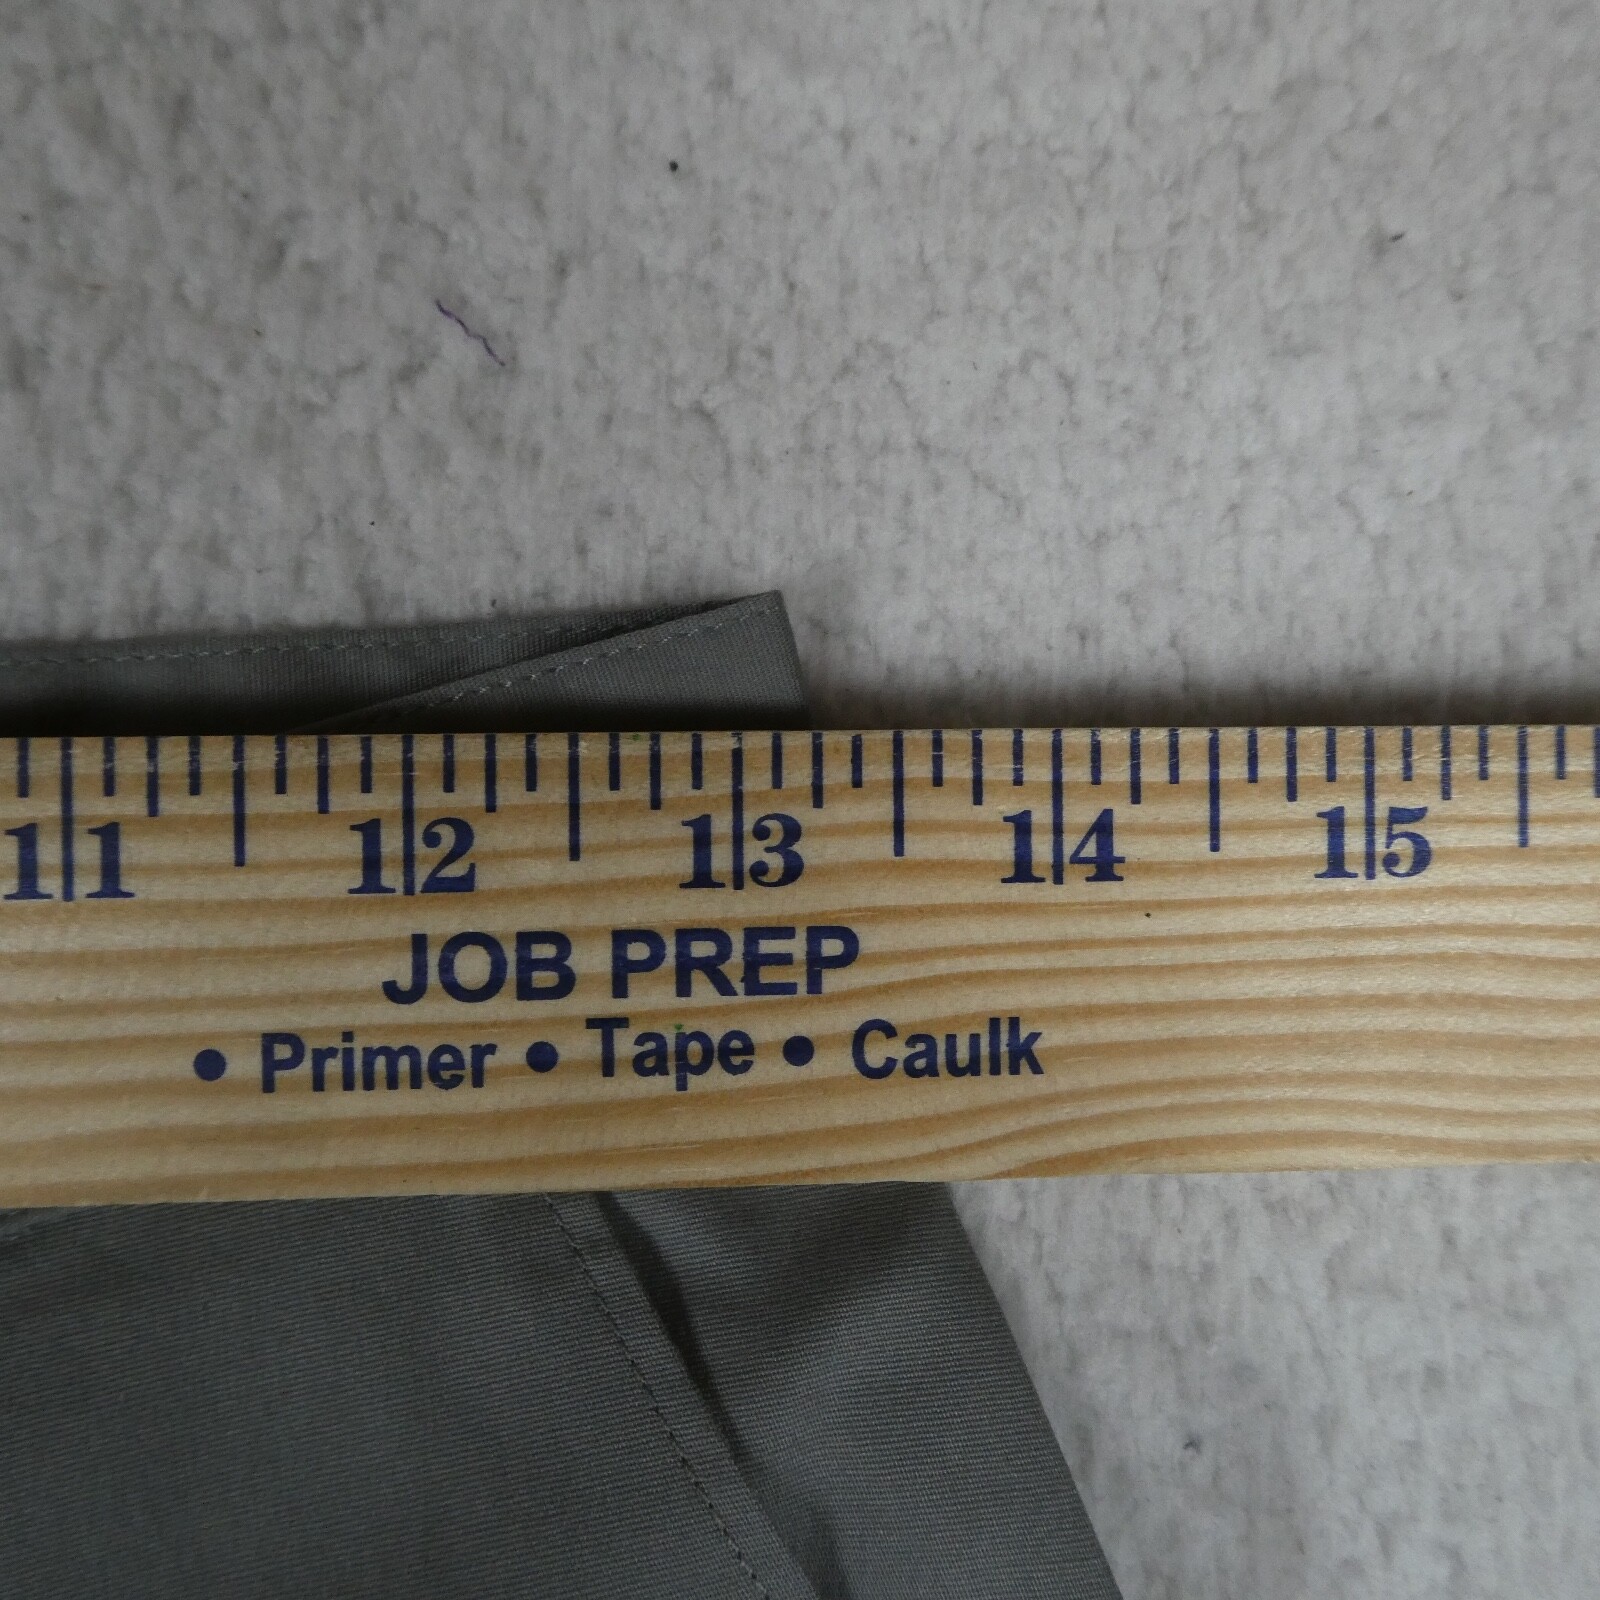 11 12 13 14 15
JOB PREP
• Primer • Tape • Caulk